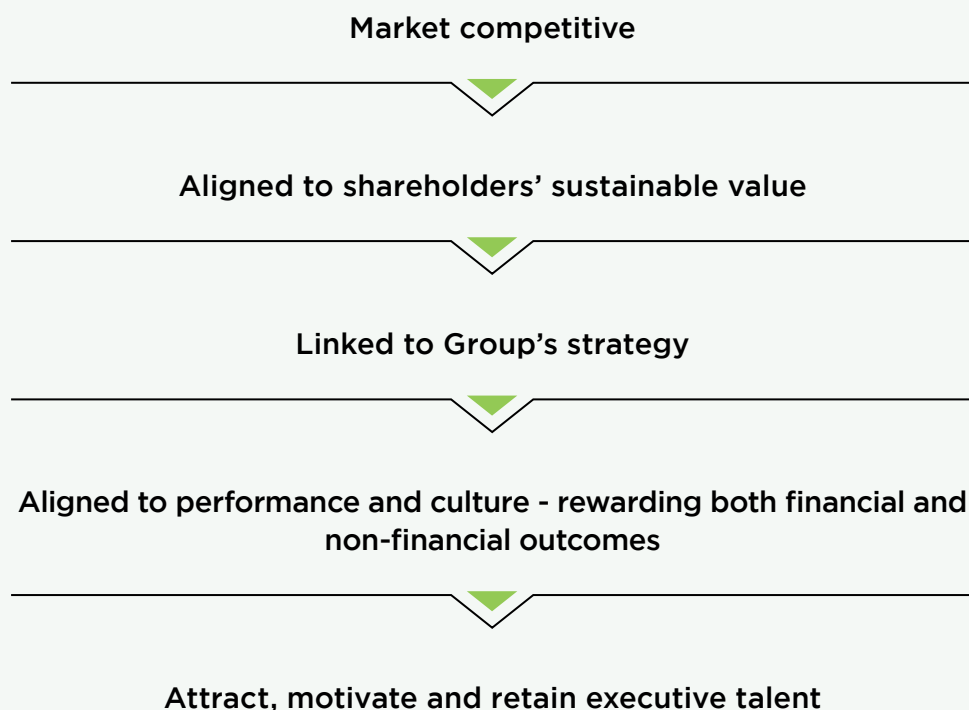 Market competitive
Aligned to shareholders’ sustainable value
Linked to Group’s strategy
Aligned to performance and culture - rewarding both financial and
non-financial outcomes
Attract, motivate and retain executive talent